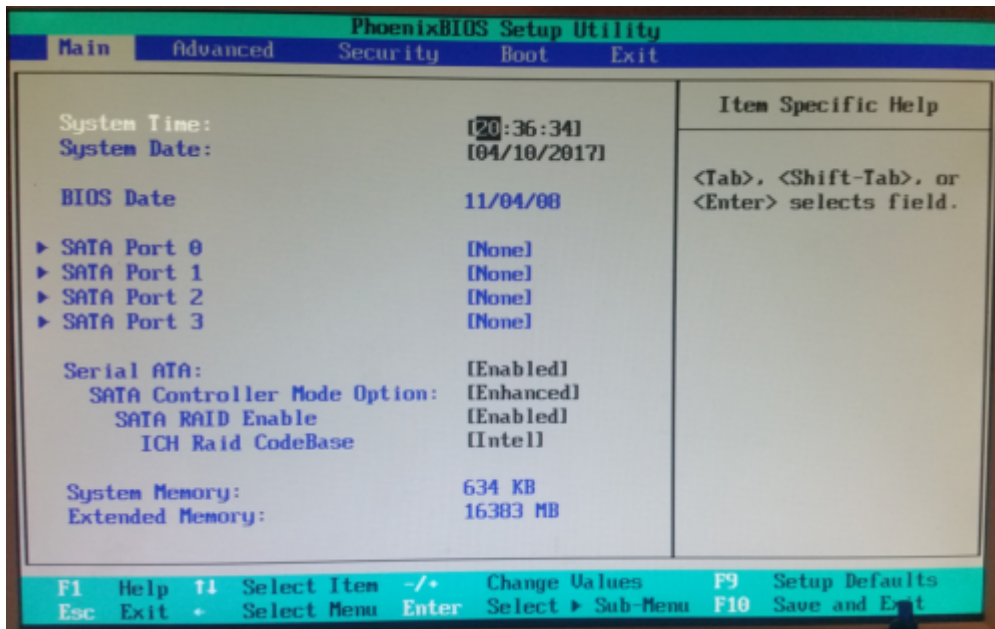 PhoenixBIOS Setup Utility
Main Advanced Security Boot Exit
Item Specific Help
System Time: [20:36:34]
System Date: [04/10/2017]
<Tab>, <Shift-Tab>, or
<Enter> selects field.
BIOS Date 11/04/08
▶ SATA Port 0 [None]
▶ SATA Port 1 [None]
▶ SATA Port 2 [None]
▶ SATA Port 3 [None]
Serial ATA: [Enabled]
SATA Controller Mode Option: [Enhanced]
SATA RAID Enable [Enabled]
ICH Raid CodeBase [Intel]
System Memory: 634 KB
Extended Memory: 16383 MB
F1 Help ↑↓ Select Item -/+ Change Values F9 Setup Defaults
Esc Exit ← Select Menu Enter Select ▶ Sub-Menu F10 Save and Exit